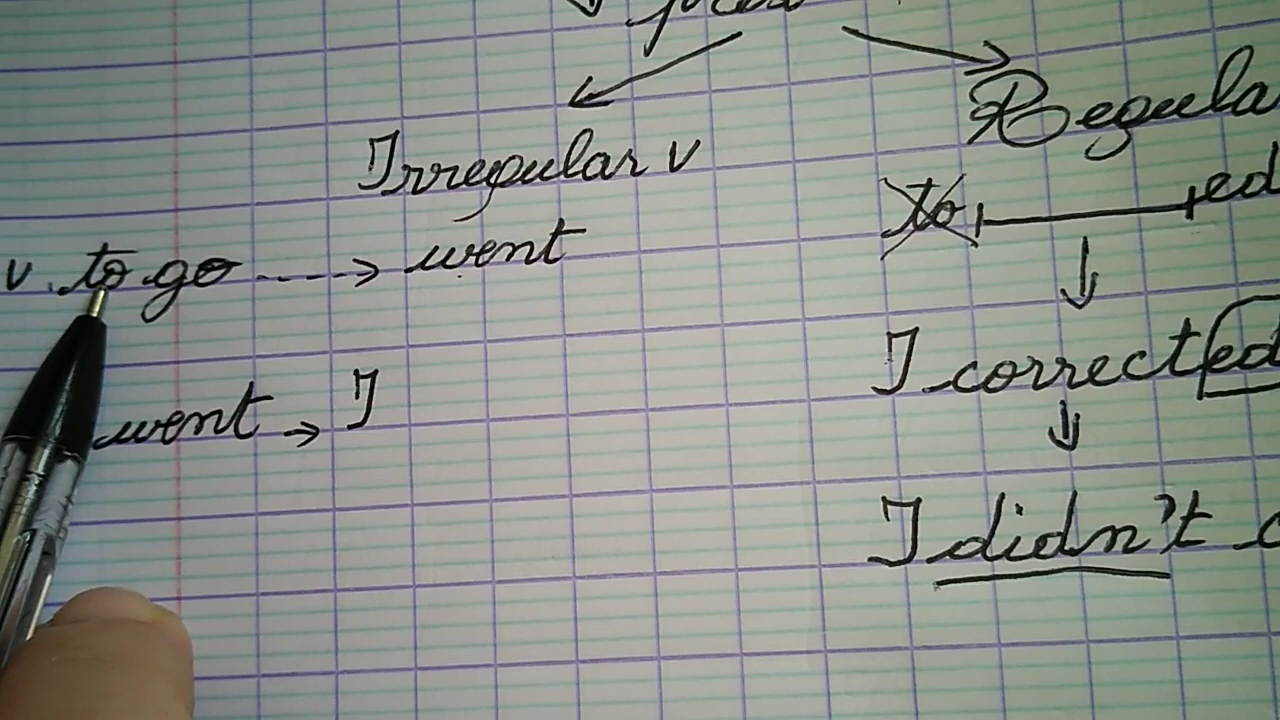 Irregular v
Regula
to ed
v. to go ----> went
I corrected
went → I
I didn't c